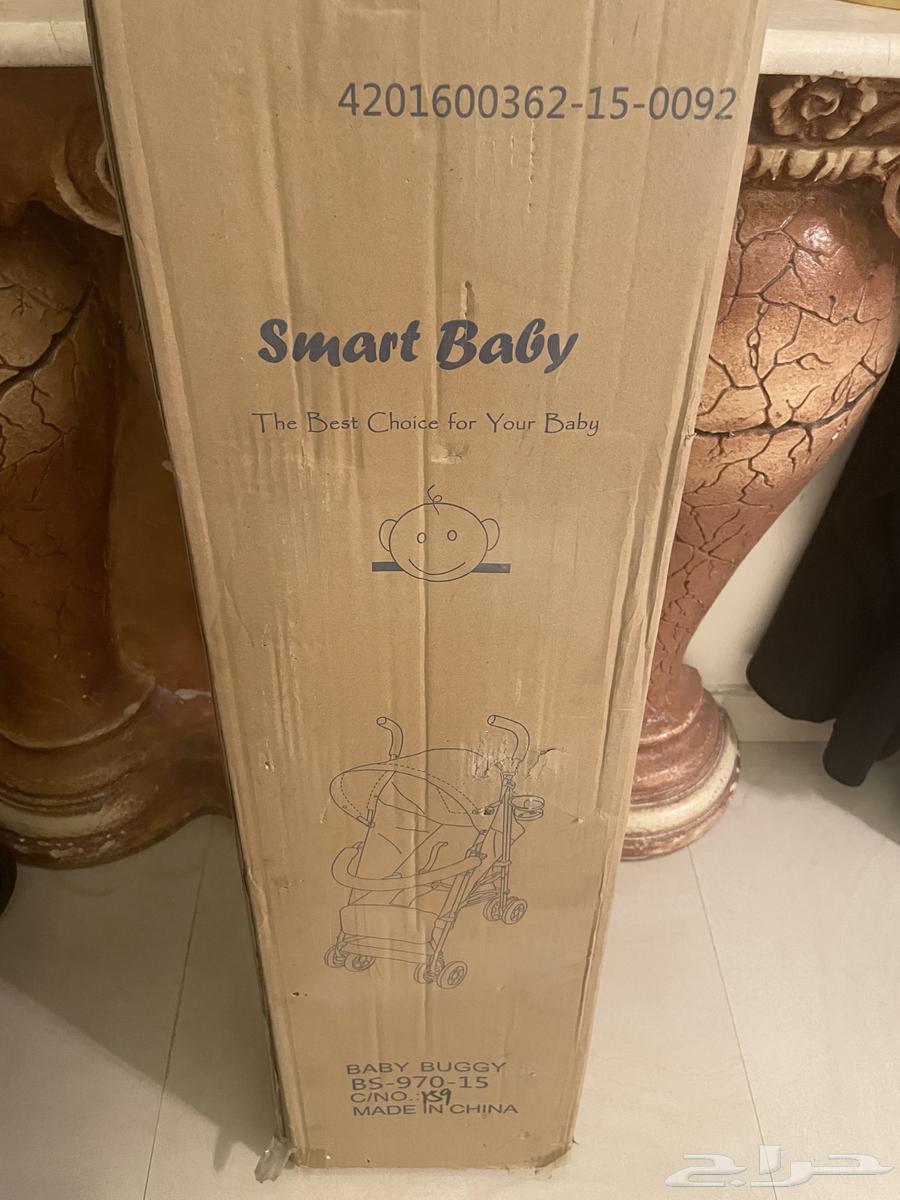 4201600362-15-0092
Smart Baby
The Best Choice for Your Baby
BABY BUGGY
BS-970-15
C/NO.:159
MADE IN CHINA
حراج